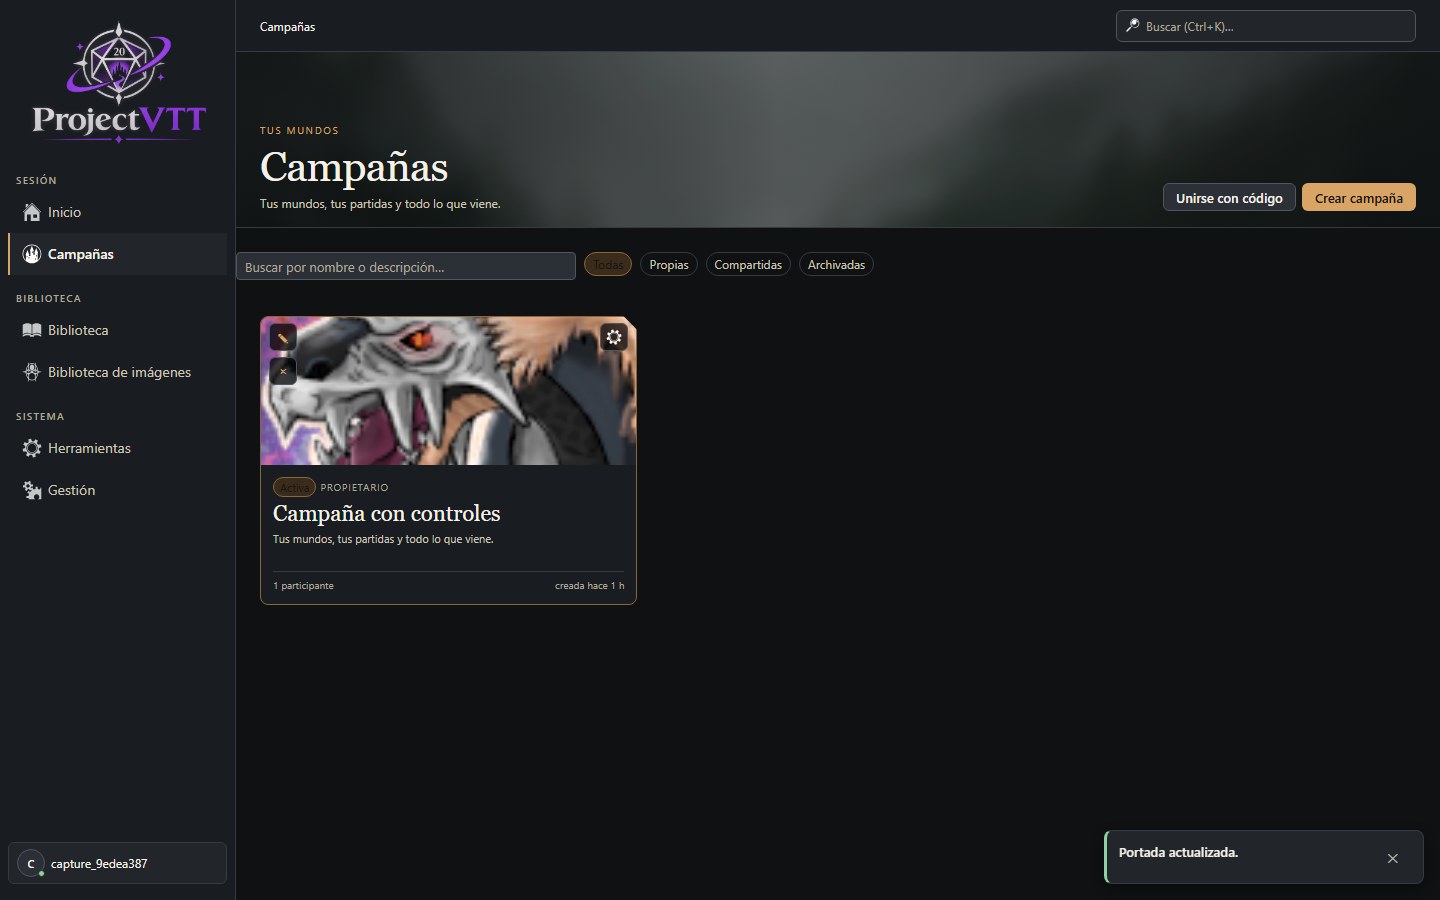 20
ProjectVTT
SESIÓN
Inicio
Campañas
BIBLIOTECA
Biblioteca
Biblioteca de imágenes
SISTEMA
Herramientas
Gestión
C capture_9edea387
Campañas
Buscar (Ctrl+K)...
TUS MUNDOS
Campañas
Tus mundos, tus partidas y todo lo que viene.
Unirse con código
Crear campaña
Buscar por nombre o descripción...
Todas
Propias
Compartidas
Archivadas
Activa PROPIETARIO
Campaña con controles
Tus mundos, tus partidas y todo lo que viene.
1 participante
creada hace 1 h
Portada actualizada.